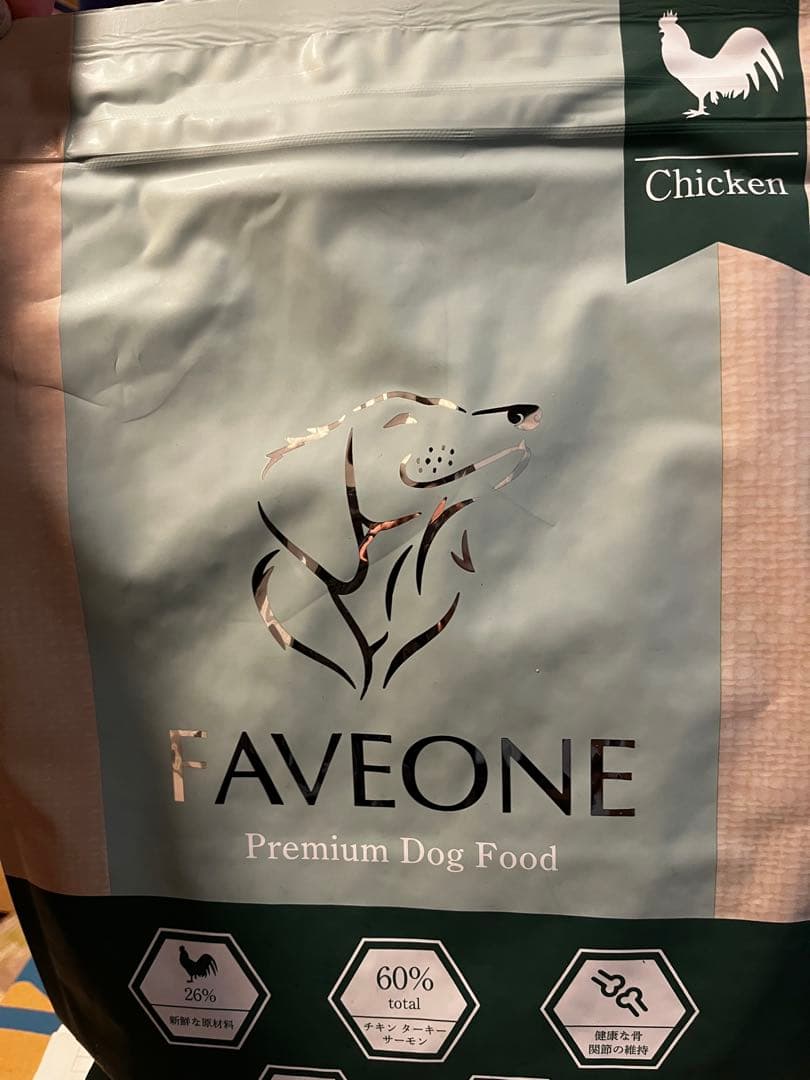 Chicken
FAVEONE
Premium Dog Food
26%
新鮮な原材料
60%
total
チキン ターキー
サーモン
健康な骨
関節の維持